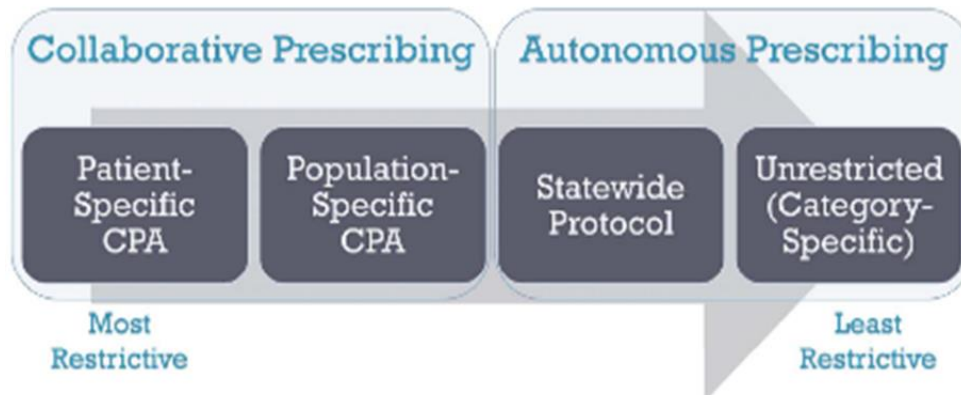 Collaborative Prescribing
Autonomous Prescribing
Patient-
Specific
CPA
Population-
Specific
CPA
Statewide
Protocol
Unrestricted
(Category-
Specific)
Most
Restrictive
Least
Restrictive